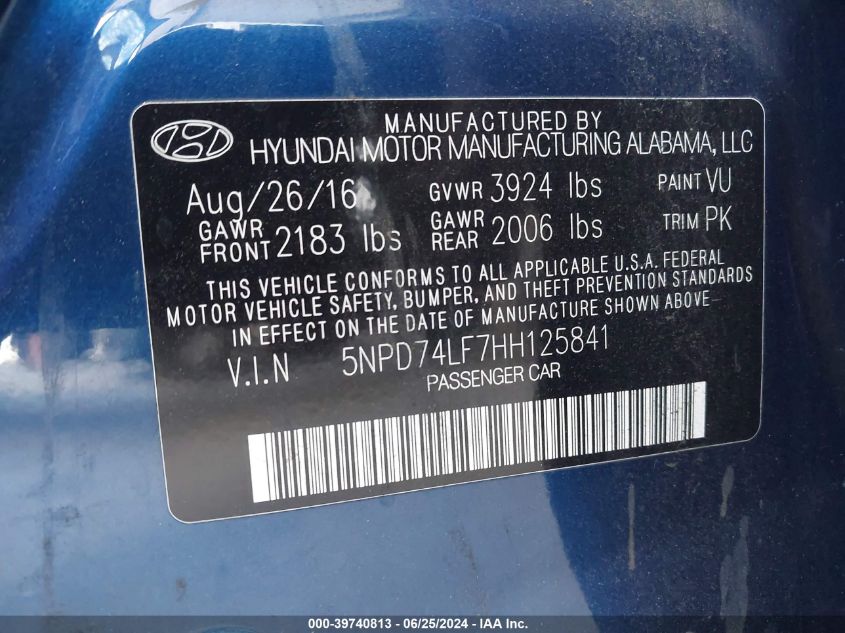 MANUFACTURED BY
HYUNDAI MOTOR MANUFACTURING ALABAMA, LLC
Aug/26/16 GVWR 3924 lbs PAINT VU
GAWR FRONT 2183 lbs GAWR REAR 2006 lbs TRIM PK
THIS VEHICLE CONFORMS TO ALL APPLICABLE U.S.A. FEDERAL
MOTOR VEHICLE SAFETY, BUMPER, AND THEFT PREVENTION STANDARDS
IN EFFECT ON THE DATE OF MANUFACTURE SHOWN ABOVE
V.I.N 5NPD74LF7HH125841
PASSENGER CAR
000-39740813 - 06/25/2024 - IAA Inc.